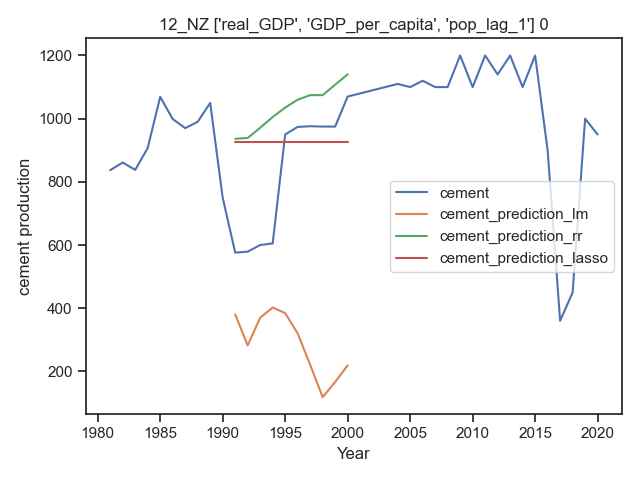 12_NZ ['real_GDP', 'GDP_per_capita', 'pop_lag_1'] 0
1200
1000
800
600
400
200
cement production
cement
cement_prediction_lm
cement_prediction_rr
cement_prediction_lasso
1980 1985 1990 1995 2000 2005 2010 2015 2020
Year